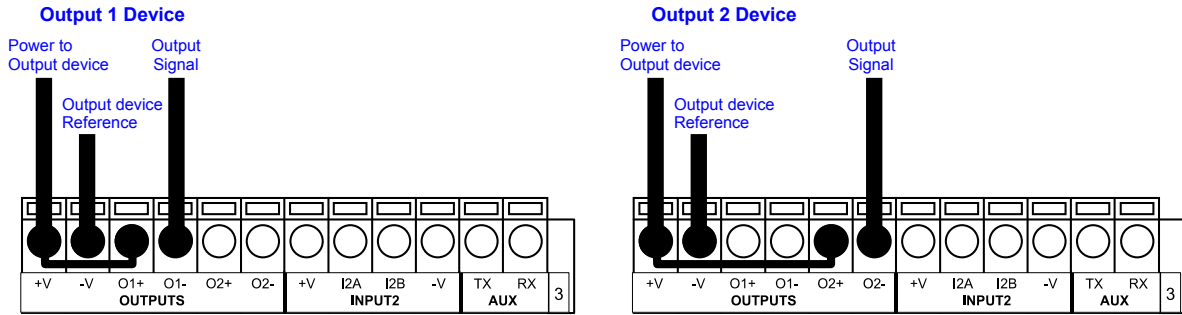 Output 1 Device
Power to
Output device
Output
Signal
Output device
Reference
+V -V O1+ O1- O2+ O2- +V I2A I2B -V TX RX
OUTPUTS INPUT2 AUX
3
Output 2 Device
Power to
Output device
Output
Signal
Output device
Reference
+V -V O1+ O1- O2+ O2- +V I2A I2B -V TX RX
OUTPUTS INPUT2 AUX
3